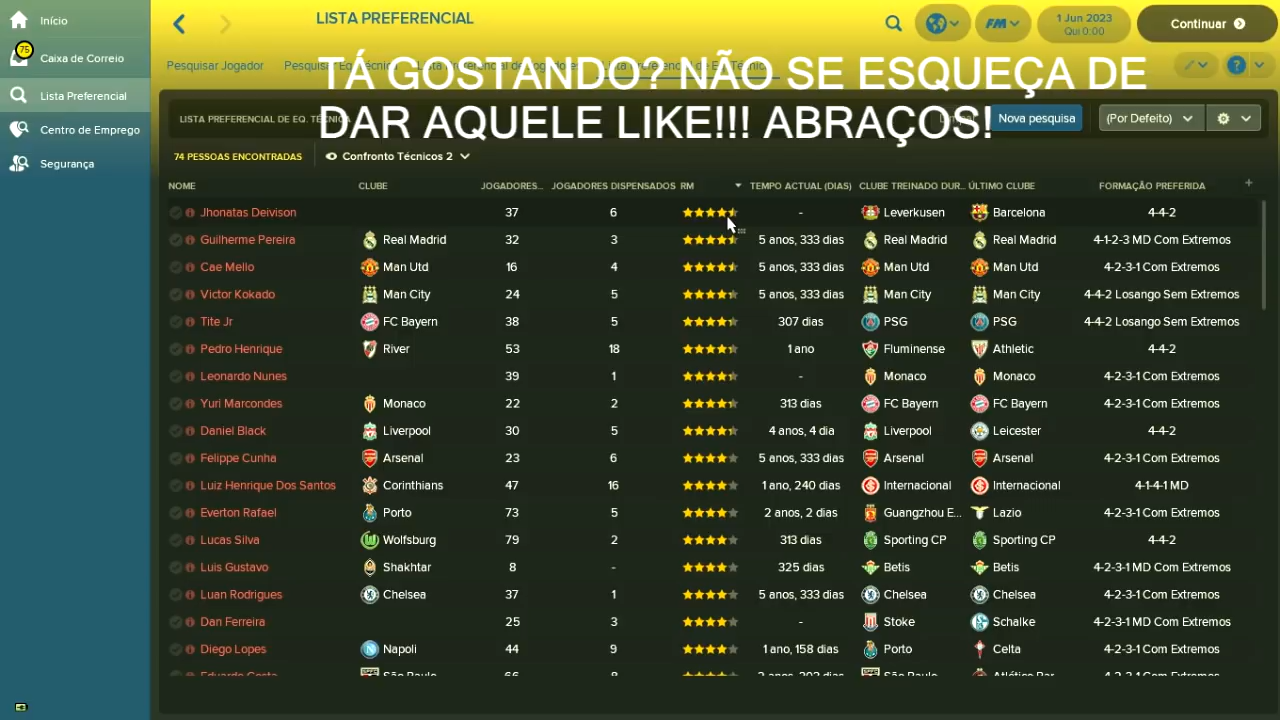 Início
LISTA PREFERENCIAL
FM
1 Jun 2023
Qui 0:00
Continuar
75
Caixa de Correio
Pesquisar Jogador
TÁ GOSTANDO? NÃO SE ESQUEÇA DE
DAR AQUELE LIKE!!! ABRAÇOS!
Lista Preferencial
Centro de Emprego
Segurança
LISTA PREFERENCIAL DE EQ. TÉCNICA
Nova pesquisa
(Por Defeito)
74 PESSOAS ENCONTRADAS
Confronto Técnicos 2
NOME CLUBE JOGADORES... JOGADORES DISPENSADOS RM TEMPO ACTUAL (DIAS) CLUBE TREINADO DUR... ÚLTIMO CLUBE FORMAÇÃO PREFERIDA
Jhonatas Deivison 37 6 - Leverkusen Barcelona 4-4-2
Guilherme Pereira Real Madrid 32 3 5 anos, 333 dias Real Madrid Real Madrid 4-1-2-3 MD Com Extremos
Cae Mello Man Utd 16 4 5 anos, 333 dias Man Utd Man Utd 4-2-3-1 Com Extremos
Victor Kokado Man City 24 5 5 anos, 333 dias Man City Man City 4-4-2 Losango Sem Extremos
Tite Jr FC Bayern 38 5 307 dias PSG PSG 4-4-2 Losango Sem Extremos
Pedro Henrique River 53 18 1 ano Fluminense Athletic 4-4-2
Leonardo Nunes 39 1 - Monaco Monaco 4-2-3-1 Com Extremos
Yuri Marcondes Monaco 22 2 313 dias FC Bayern FC Bayern 4-2-3-1 Com Extremos
Daniel Black Liverpool 30 5 4 anos, 4 dia Liverpool Leicester 4-4-2
Felippe Cunha Arsenal 23 6 5 anos, 333 dias Arsenal Arsenal 4-2-3-1 Com Extremos
Luiz Henrique Dos Santos Corinthians 47 16 1 ano, 240 dias Internacional Internacional 4-1-4-1 MD
Everton Rafael Porto 73 5 2 anos, 2 dias Guangzhou E... Lazio 4-2-3-1 Com Extremos
Lucas Silva Wolfsburg 79 2 313 dias Sporting CP Sporting CP 4-4-2
Luis Gustavo Shakhtar 8 - 325 dias Betis Betis 4-2-3-1 MD Com Extremos
Luan Rodrigues Chelsea 37 1 5 anos, 333 dias Chelsea Chelsea 4-2-3-1 Com Extremos
Dan Ferreira 25 3 - Stoke Schalke 4-2-3-1 MD Com Extremos
Diego Lopes Napoli 44 9 1 ano, 158 dias Porto Celta 4-2-3-1 Com Extremos